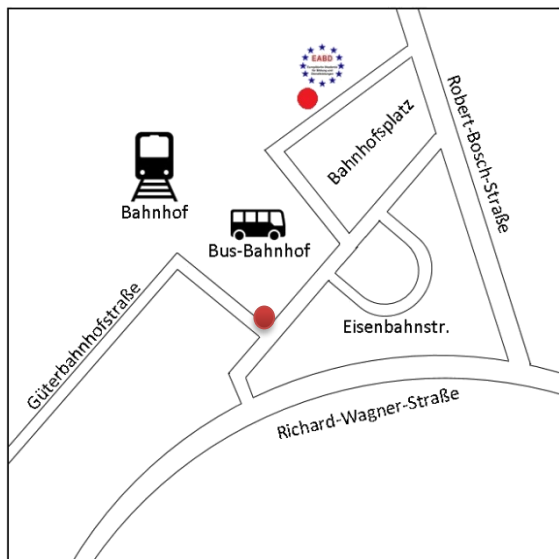 EABD
Bahnhofsplatz
Robert-Bosch-Straße
Bahnhof
Bus-Bahnhof
Güterbahnhofstraße
Eisenbahnstr.
Richard-Wagner-Straße